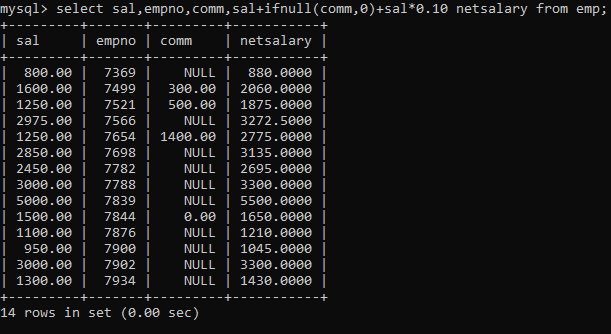 mysql> select sal,empno,comm,sal+ifnull(comm,0)+sal*0.10 netsalary from emp;
+---------+-------+---------+-----------+
| sal     | empno | comm    | netsalary |
+---------+-------+---------+-----------+
|  800.00 |  7369 |    NULL |  880.0000 |
| 1600.00 |  7499 |  300.00 | 2060.0000 |
| 1250.00 |  7521 |  500.00 | 1875.0000 |
| 2975.00 |  7566 |    NULL | 3272.5000 |
| 1250.00 |  7654 | 1400.00 | 2775.0000 |
| 2850.00 |  7698 |    NULL | 3135.0000 |
| 2450.00 |  7782 |    NULL | 2695.0000 |
| 3000.00 |  7788 |    NULL | 3300.0000 |
| 5000.00 |  7839 |    NULL | 5500.0000 |
| 1500.00 |  7844 |    0.00 | 1650.0000 |
| 1100.00 |  7876 |    NULL | 1210.0000 |
|  950.00 |  7900 |    NULL | 1045.0000 |
| 3000.00 |  7902 |    NULL | 3300.0000 |
| 1300.00 |  7934 |    NULL | 1430.0000 |
+---------+-------+---------+-----------+
14 rows in set (0.00 sec)